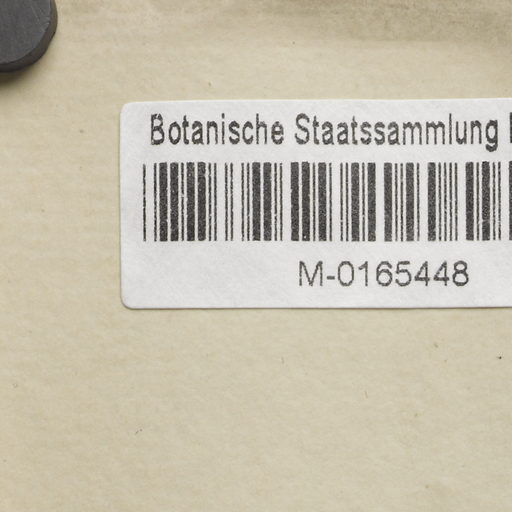 Botanische Staatssammlung
M-0165448